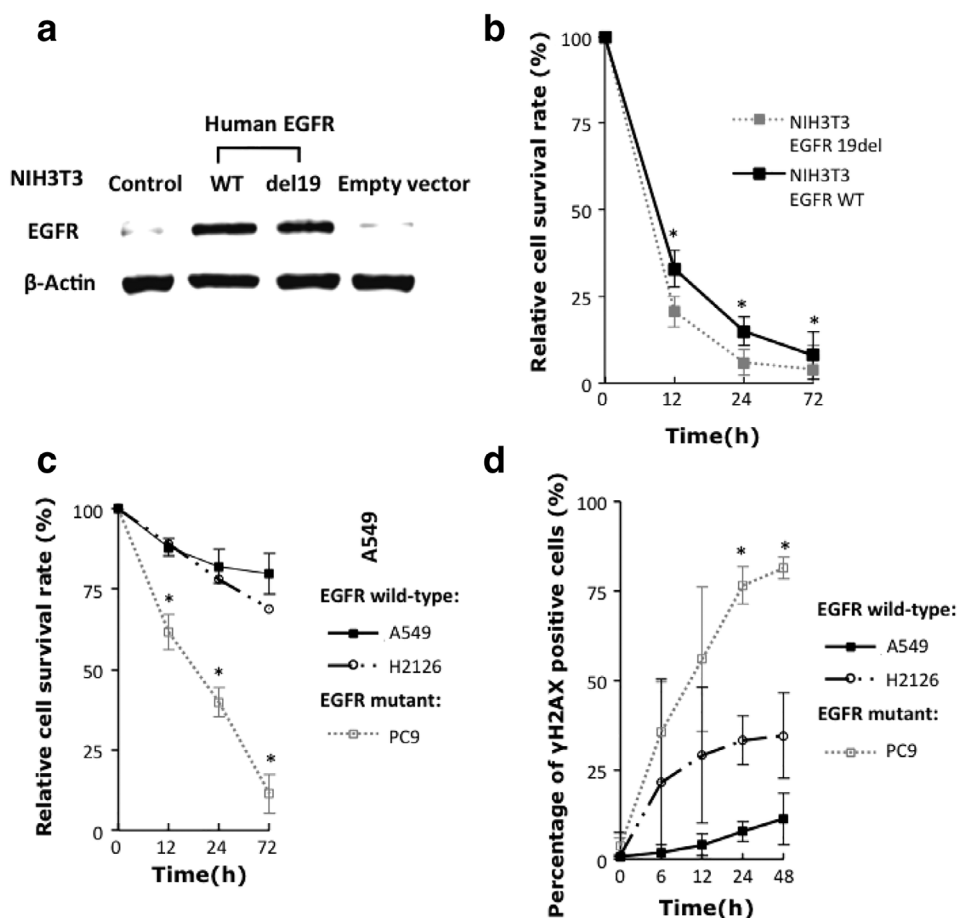 a
Human EGFR
NIH3T3 Control WT del19 Empty vector
EGFR
β-Actin
b
Relative cell survival rate (%)
100
75
50
25
0
0 12 24 72
Time(h)
NIH3T3
EGFR 19del
NIH3T3
EGFR WT
*
*
*
c
Relative cell survival rate (%)
100
75
50
25
0
0 12 24 72
Time(h)
*
*
*
A549
EGFR wild-type:
A549
H2126
EGFR mutant:
PC9
d
Percentage of γH2AX positive cells (%)
100
75
50
25
0
0 6 12 24 48
Time(h)
* *
EGFR wild-type:
A549
H2126
EGFR mutant:
PC9